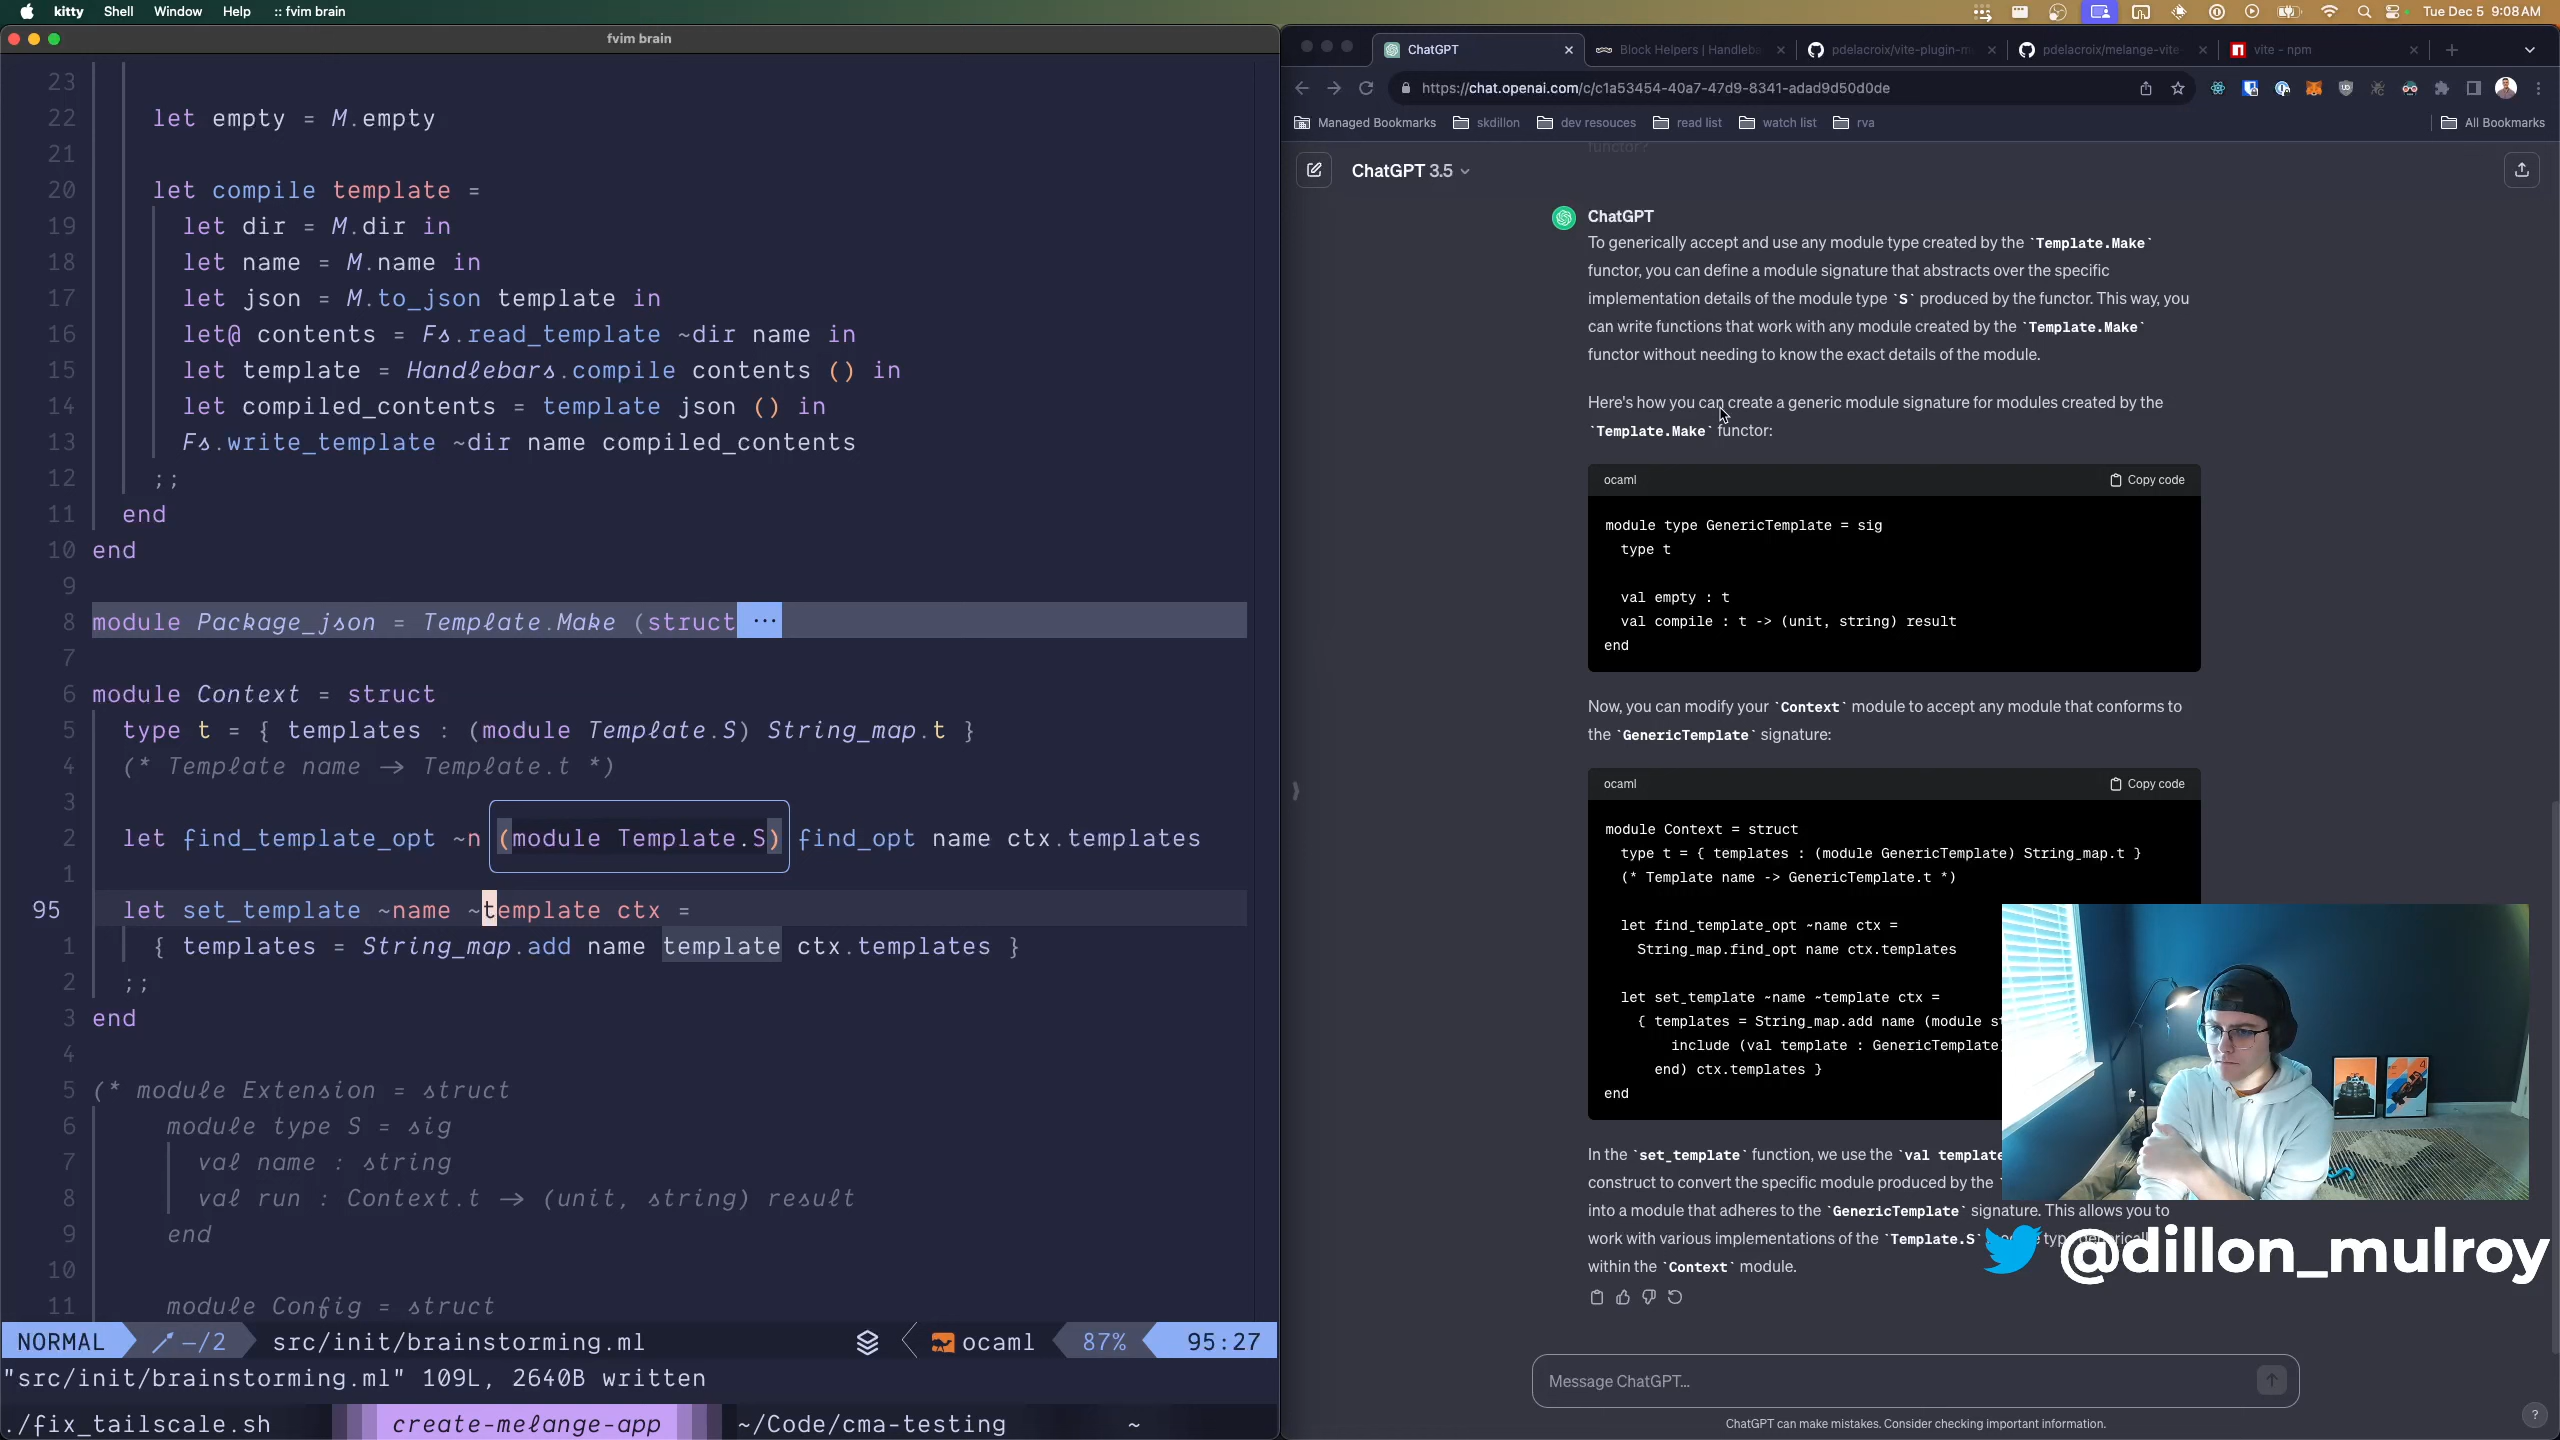 kitty Shell Window Help :: fvim brain
Tue Dec 5 9:08 AM
fvim brain
23
22 let empty = M.empty
21
20 let compile template =
19 let dir = M.dir in
18 let name = M.name in
17 let json = M.to_json template in
16 let@ contents = Fs.read_template ~dir name in
15 let template = Handlebars.compile contents () in
14 let compiled_contents = template json () in
13 Fs.write_template ~dir name compiled_contents
12 ;;
11 end
10 end
9
8 module Package_json = Template.Make (struct ···
7
6 module Context = struct
5 type t = { templates : (module Template.S) String_map.t }
4 (* Template name → Template.t *)
3
2 let find_template_opt ~n (module Template.S) find_opt name ctx.templates
1
95 let set_template ~name ~template ctx =
1 { templates = String_map.add name template ctx.templates }
2 ;;
3 end
4
5 (* module Extension = struct
6 module type S = sig
7 val name : string
8 val run : Context.t → (unit, string) result
9 end
10
11 module Config = struct
NORMAL –/2 src/init/brainstorming.ml ocaml 87% 95:27
"src/init/brainstorming.ml" 109L, 2640B written
./fix_tailscale.sh create-melange-app ~/Code/cma-testing ~
ChatGPT
Block Helpers | Handleba
pdelacroix/vite-plugin-m
pdelacroix/melange-vite
vite - npm
https://chat.openai.com/c/c1a53454-40a7-47d9-8341-adad9d50d0de
Managed Bookmarks skdillon dev resouces read list watch list rva All Bookmarks
functor?
ChatGPT 3.5
ChatGPT
To generically accept and use any module type created by the `Template.Make`
functor, you can define a module signature that abstracts over the specific
implementation details of the module type `S` produced by the functor. This way, you
can write functions that work with any module created by the `Template.Make`
functor without needing to know the exact details of the module.
Here's how you can create a generic module signature for modules created by the
`Template.Make` functor:
ocaml Copy code
module type GenericTemplate = sig
type t
val empty : t
val compile : t -> (unit, string) result
end
Now, you can modify your `Context` module to accept any module that conforms to
the `GenericTemplate` signature:
ocaml Copy code
module Context = struct
type t = { templates : (module GenericTemplate) String_map.t }
(* Template name -> GenericTemplate.t *)
let find_template_opt ~name ctx =
String_map.find_opt name ctx.templates
let set_template ~name ~template ctx =
{ templates = String_map.add name (module st
include (val template : GenericTemplate
end) ctx.templates }
end
In the `set_template` function, we use the `val template
construct to convert the specific module produced by the
into a module that adheres to the `GenericTemplate` signature. This allows you to
work with various implementations of the `Template.S`
within the `Context` module.
@dillon_mulroy
Message ChatGPT...
ChatGPT can make mistakes. Consider checking important information.
?